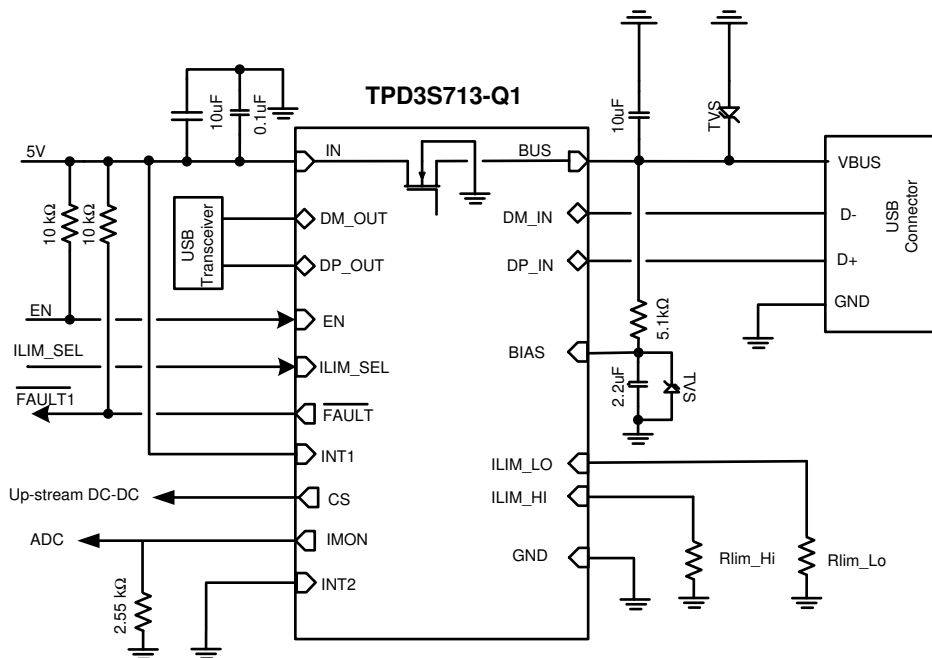 TPD3S713-Q1
10uF
0.1uF
10uF
TVS
5V
IN
BUS
VBUS
10 kΩ
10 kΩ
USB
Transceiver
DM_OUT
DM_IN
D-
USB
Connector
DP_OUT
DP_IN
D+
GND
EN
EN
5.1kΩ
ILIM_SEL
ILIM_SEL
BIAS
2.2uF
TVS
FAULT1
FAULT
INT1
ILIM_LO
Up-stream DC-DC
CS
ILIM_HI
ADC
IMON
GND
Rlim_Hi
Rlim_Lo
2.55 kΩ
INT2